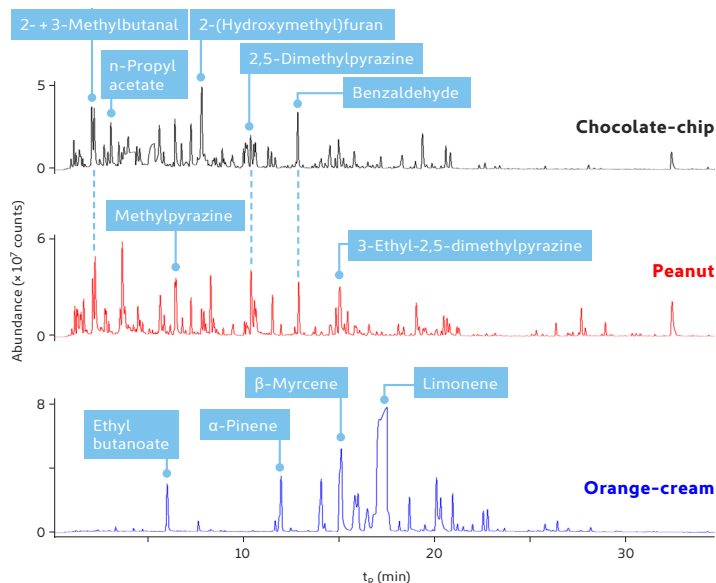 2- + 3-Methylbutanal
2-(Hydroxymethyl)furan
n-Propyl
acetate
2,5-Dimethylpyrazine
Benzaldehyde
5
Chocolate-chip
0
Methylpyrazine
3-Ethyl-2,5-dimethylpyrazine
6
Peanut
0
Abundance (×10⁷ counts)
β-Myrcene
Limonene
8
Ethyl
butanoate
α-Pinene
Orange-cream
0
10
20
30
tR (min)